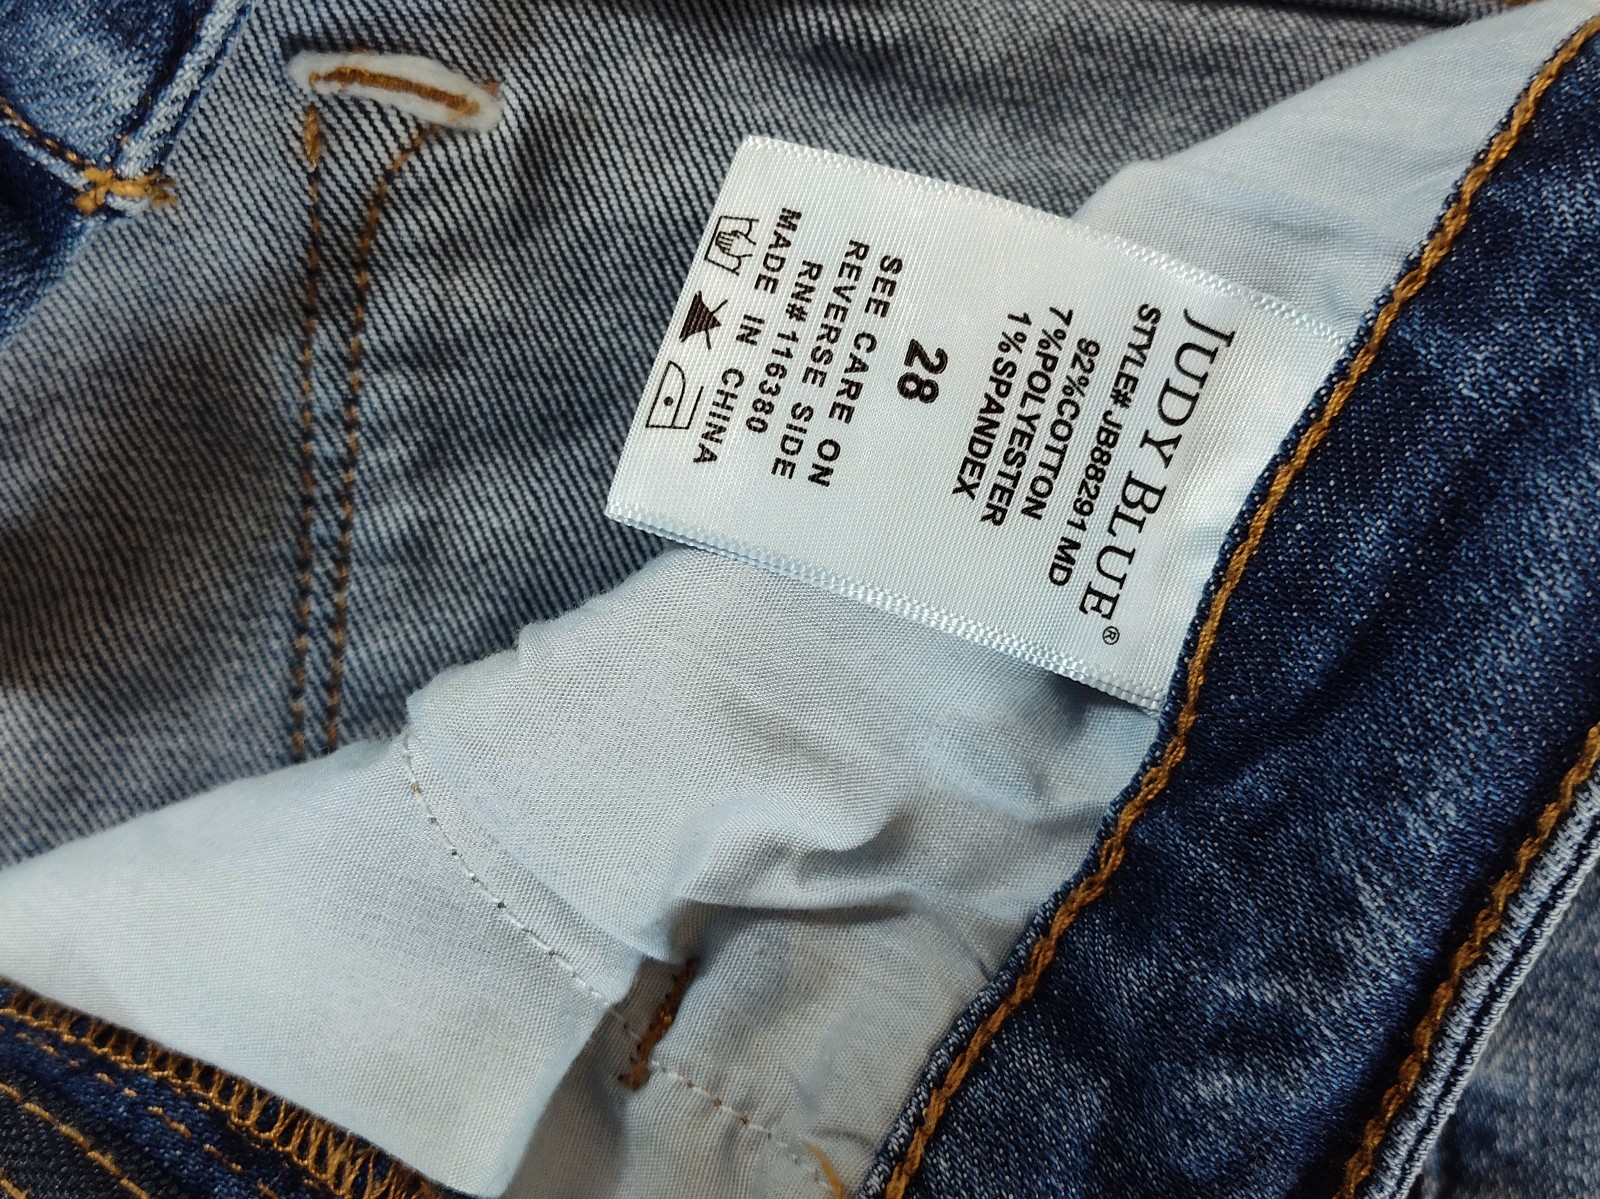 JUDY BLUE®
STYLE# JB88291 MD
92%COTTON
7%POLYESTER
1%SPANDEX
28
SEE CARE ON
REVERSE SIDE
RN# 116380
MADE IN CHINA